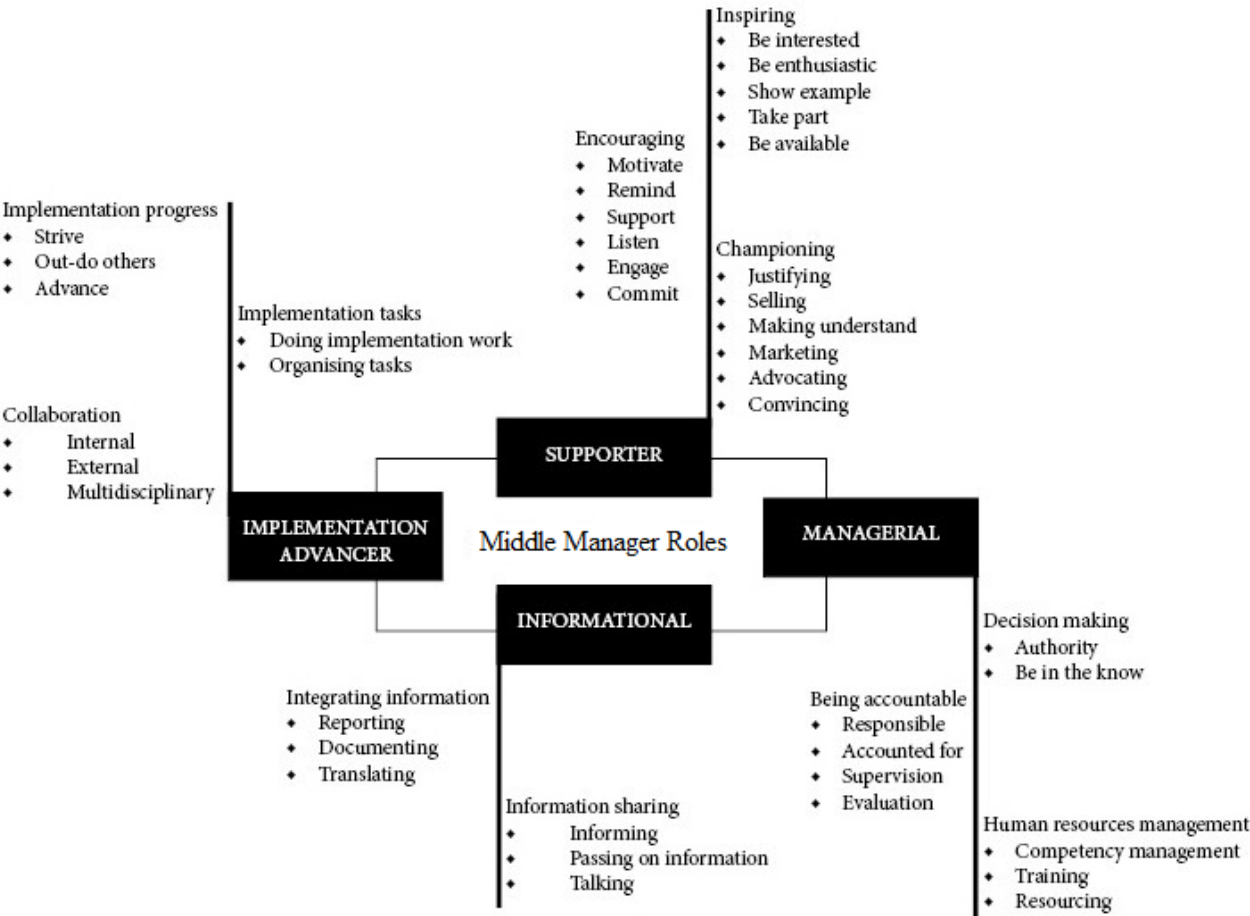 Inspiring
◆ Be interested
◆ Be enthusiastic
◆ Show example
◆ Take part
◆ Be available
Encouraging
◆ Motivate
◆ Remind
◆ Support
◆ Listen
◆ Engage
◆ Commit
Championing
◆ Justifying
◆ Selling
◆ Making understand
◆ Marketing
◆ Advocating
◆ Convincing
Implementation progress
◆ Strive
◆ Out-do others
◆ Advance
Implementation tasks
◆ Doing implementation work
◆ Organising tasks
Collaboration
◆ Internal
◆ External
◆ Multidisciplinary
SUPPORTER
IMPLEMENTATION
ADVANCER
Middle Manager Roles
MANAGERIAL
INFORMATIONAL
Integrating information
◆ Reporting
◆ Documenting
◆ Translating
Information sharing
◆ Informing
◆ Passing on information
◆ Talking
Decision making
◆ Authority
◆ Be in the know
Being accountable
◆ Responsible
◆ Accounted for
◆ Supervision
◆ Evaluation
Human resources management
◆ Competency management
◆ Training
◆ Resourcing